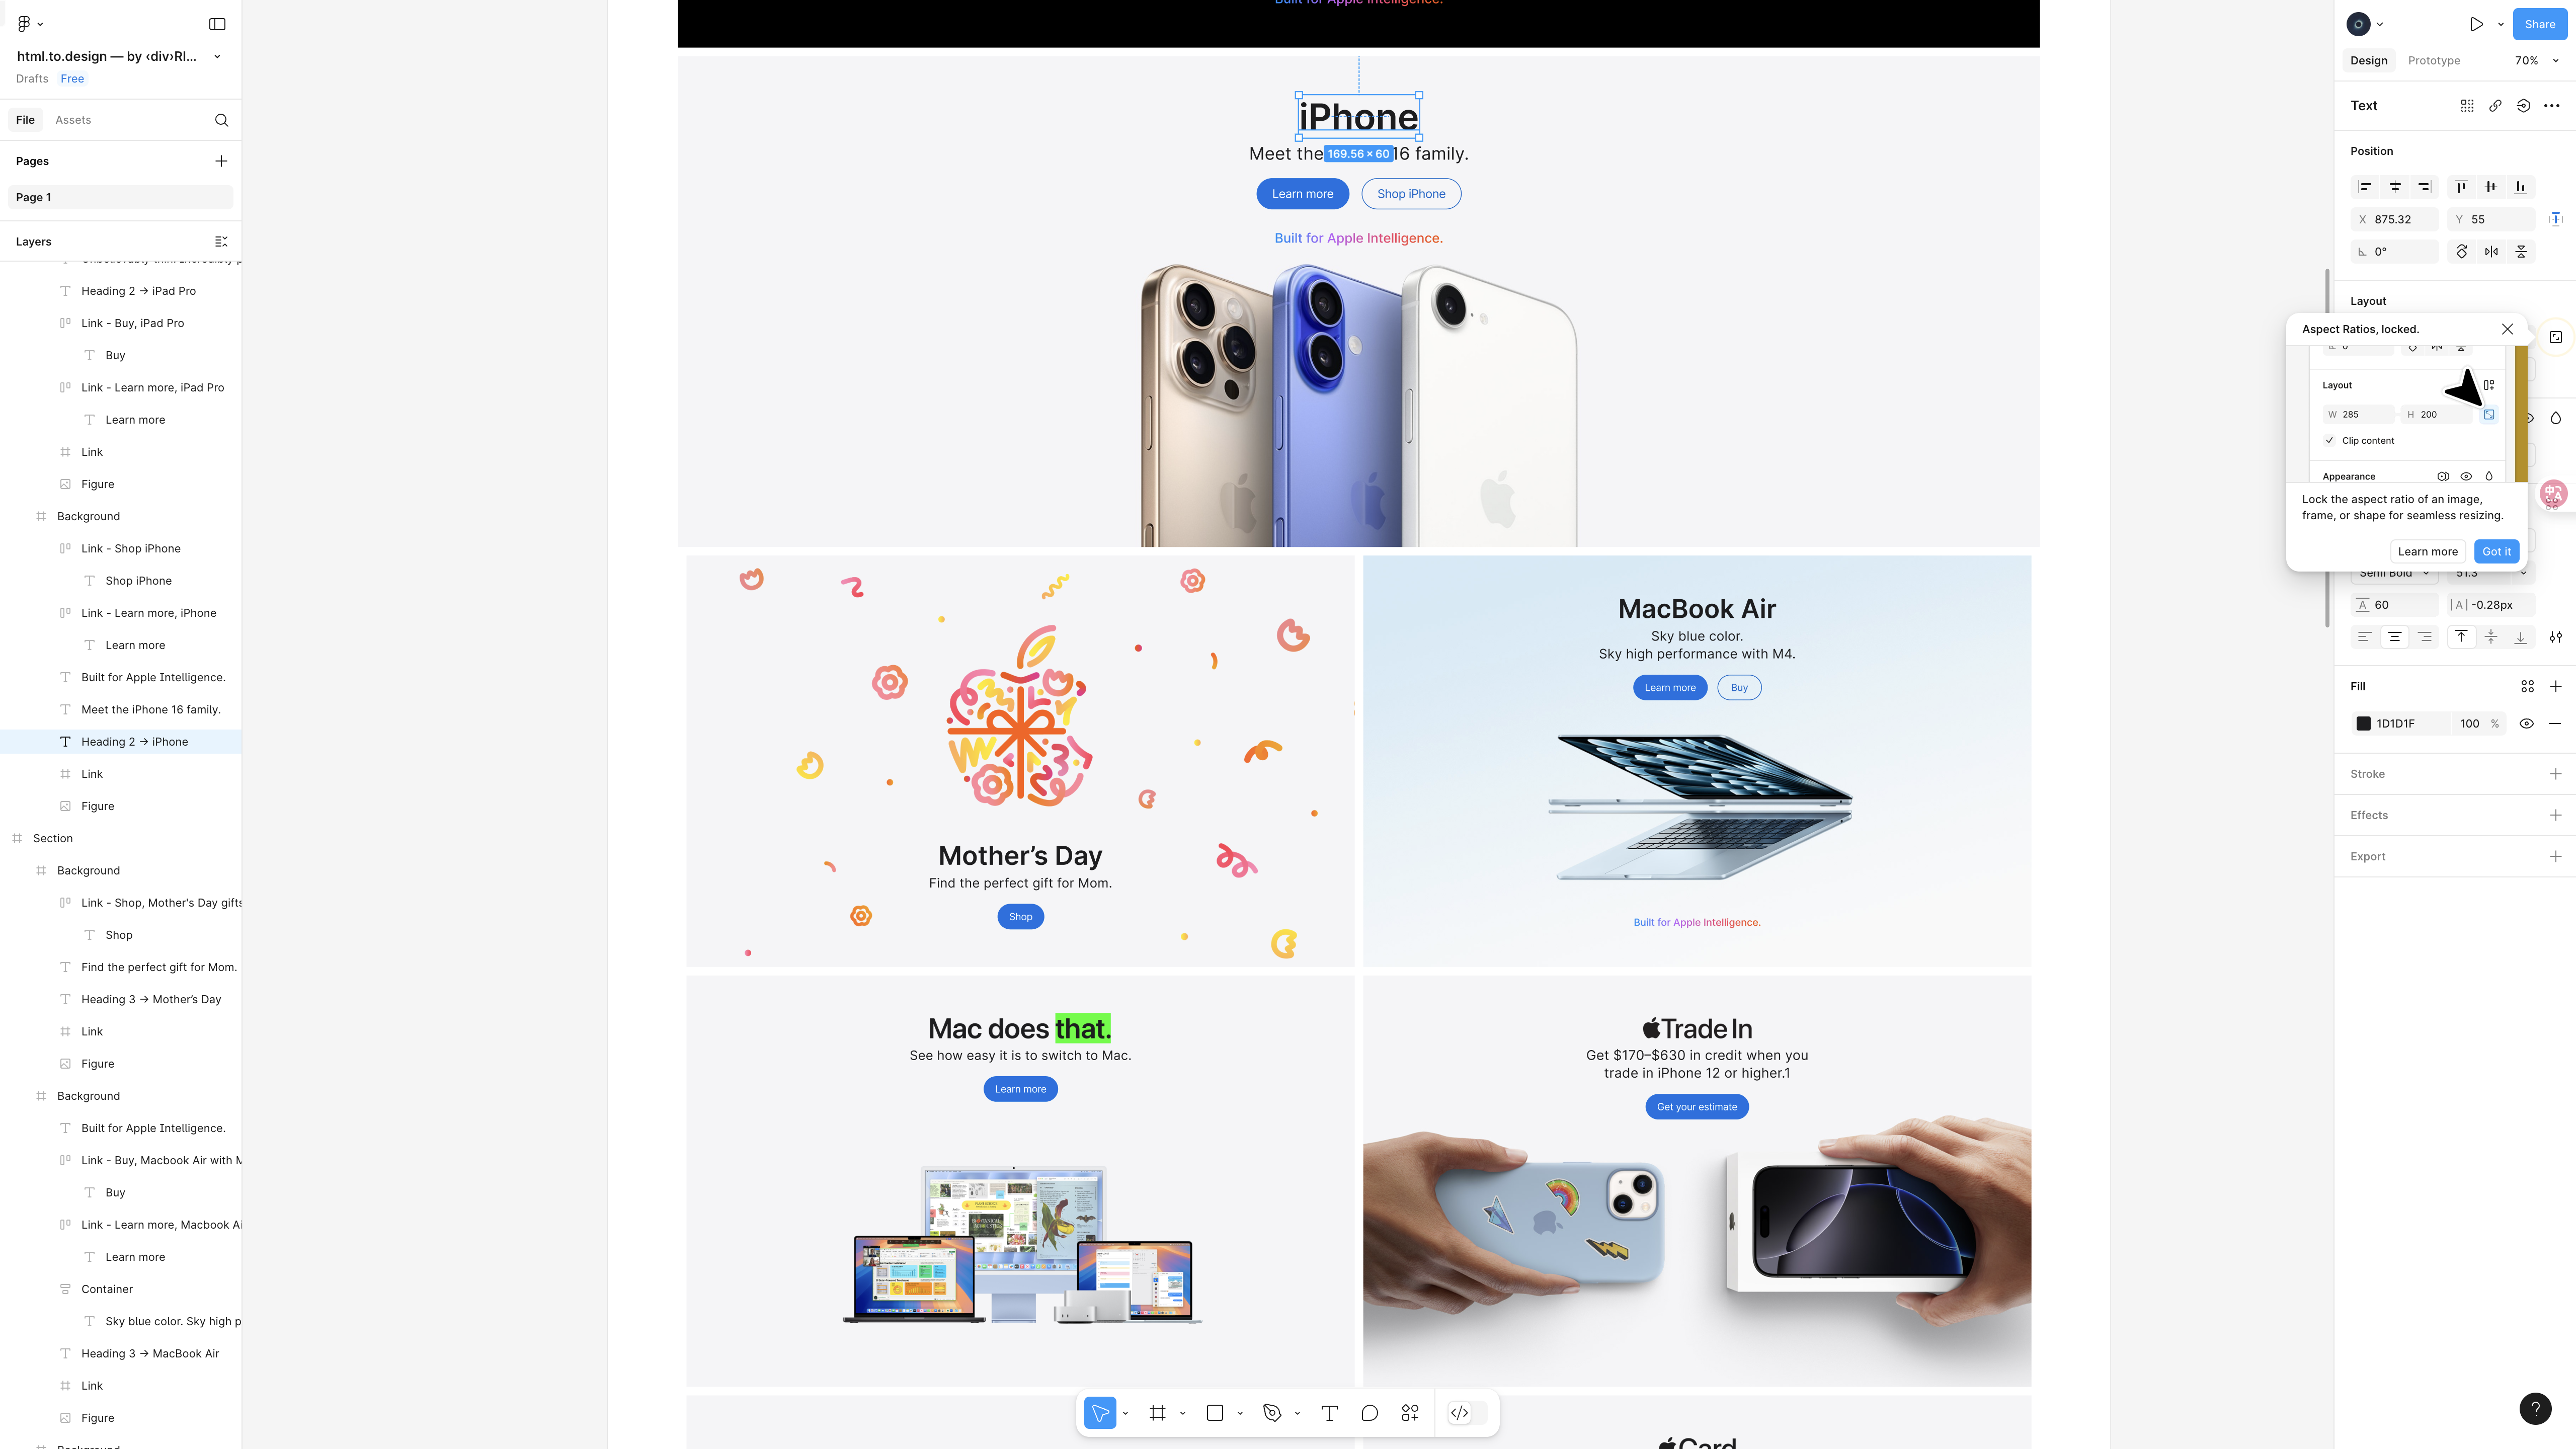 html.to.design — by ‹div›RI...
Drafts
Free
File
Assets
Pages
Page 1
Layers
Heading 2 → iPad Pro
Link - Buy, iPad Pro
Buy
Link - Learn more, iPad Pro
Learn more
Link
Figure
Background
Link - Shop iPhone
Shop iPhone
Link - Learn more, iPhone
Learn more
Built for Apple Intelligence.
Meet the iPhone 16 family.
Heading 2 → iPhone
Link
Figure
Section
Background
Link - Shop, Mother's Day gifts
Shop
Find the perfect gift for Mom.
Heading 3 → Mother's Day
Link
Figure
Background
Built for Apple Intelligence.
Link - Buy, Macbook Air with M
Buy
Link - Learn more, Macbook Ai
Learn more
Container
Sky blue color. Sky high p
Heading 3 → MacBook Air
Link
Figure
Built for Apple Intelligence.
iPhone
Meet the 16 family.
169.56 × 60
Learn more
Shop iPhone
Built for Apple Intelligence.
Mother's Day
Find the perfect gift for Mom.
Shop
MacBook Air
Sky blue color.
Sky high performance with M4.
Learn more
Buy
Built for Apple Intelligence.
Mac does that.
See how easy it is to switch to Mac.
Learn more
Trade In
Get $170–$630 in credit when you
trade in iPhone 12 or higher.1
Get your estimate
Card
Share
Design
Prototype
70%
Text
Position
X 875.32
Y 55
0°
Layout
Aspect Ratios, locked.
Layout
W 285
H 200
Clip content
Appearance
Lock the aspect ratio of an image,
frame, or shape for seamless resizing.
Learn more
Got it
Semi Bold
51.3
60
|A| -0.28px
Fill
1D1D1F
100 %
Stroke
Effects
Export
?